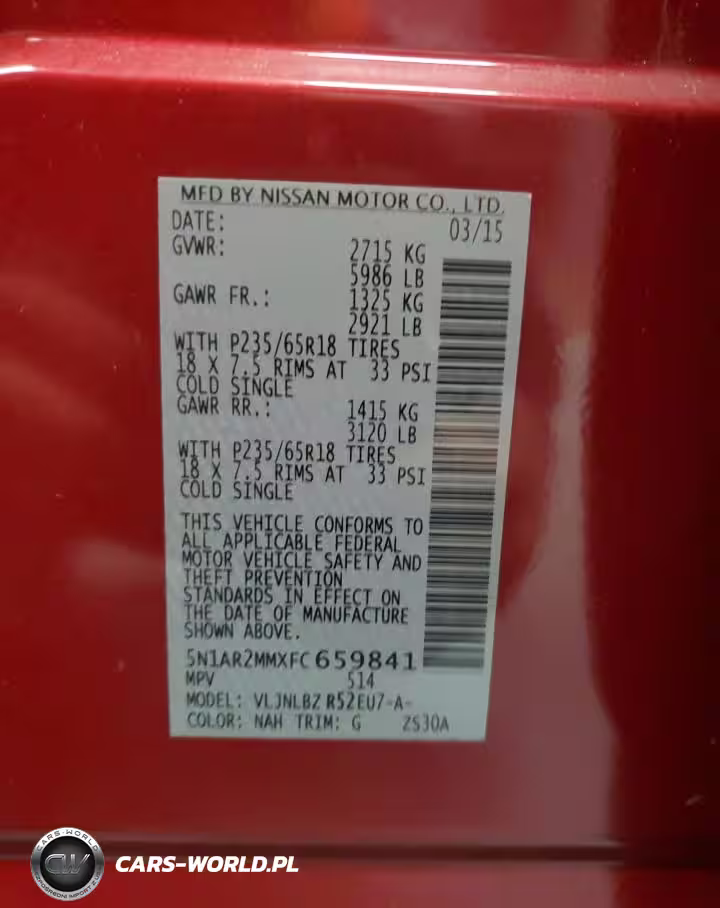 MFD BY NISSAN MOTOR CO., LTD.
DATE: 03/15
GVWR: 2715 KG
5986 LB
GAWR FR.: 1325 KG
2921 LB
WITH P235/65R18 TIRES
18 X 7.5 RIMS AT 33 PSI
COLD SINGLE
GAWR RR.: 1415 KG
3120 LB
WITH P235/65R18 TIRES
18 X 7.5 RIMS AT 33 PSI
COLD SINGLE
THIS VEHICLE CONFORMS TO
ALL APPLICABLE FEDERAL
MOTOR VEHICLE SAFETY AND
THEFT PREVENTION
STANDARDS IN EFFECT ON
THE DATE OF MANUFACTURE
SHOWN ABOVE.
5N1AR2MMXFC659841
MPV 514
MODEL: VLJNLBZ R52EU7-A-
COLOR: NAH TRIM: G ZS30A
CARS-WORLD
CW
CARS-WORLD.PL